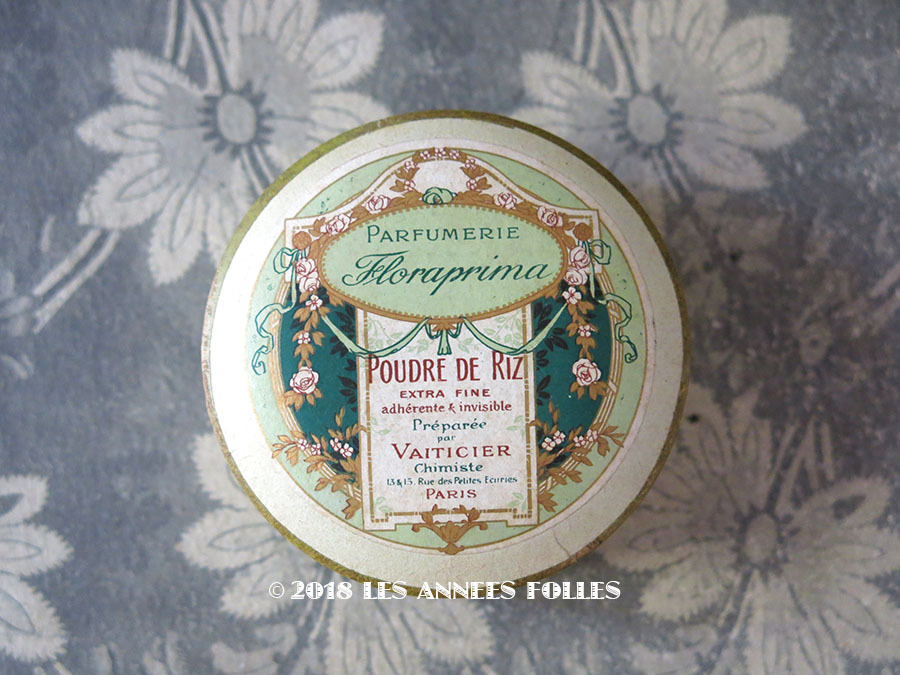 PARFUMERIE
Floraprima
POUDRE DE RIZ
EXTRA FINE
adhérente & invisible
Préparée
par
VAITICIER
Chimiste
13 & 15. Rue des Petites Ecuries
PARIS
© 2018 LES ANNEES FOLLES